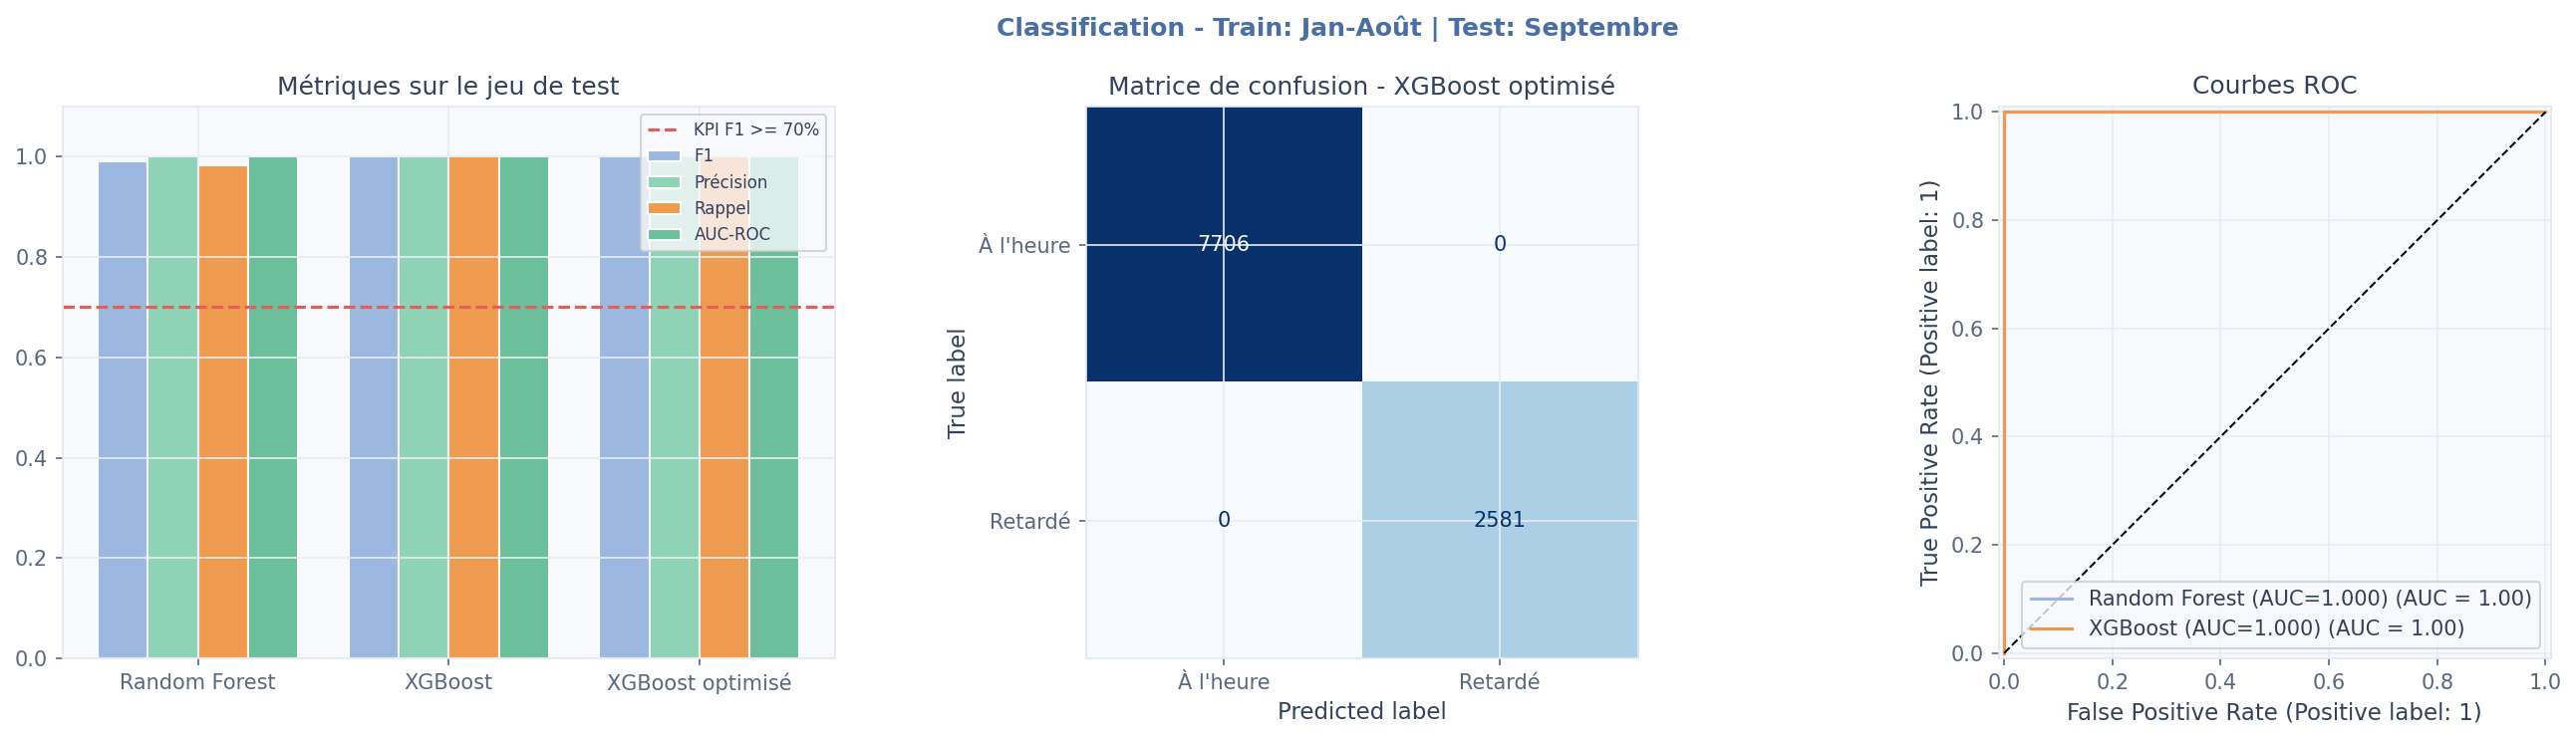 Classification - Train: Jan-Août | Test: Septembre
Métriques sur le jeu de test
1.0
0.8
0.6
0.4
0.2
0.0
KPI F1 >= 70%
F1
Précision
Rappel
AUC-ROC
Random Forest
XGBoost
XGBoost optimisé
Matrice de confusion - XGBoost optimisé
True label
À l'heure
Retardé
7706
0
0
2581
À l'heure
Retardé
Predicted label
Courbes ROC
True Positive Rate (Positive label: 1)
1.0
0.8
0.6
0.4
0.2
0.0
Random Forest (AUC=1.000) (AUC = 1.00)
XGBoost (AUC=1.000) (AUC = 1.00)
0.0
0.2
0.4
0.6
0.8
1.0
False Positive Rate (Positive label: 1)